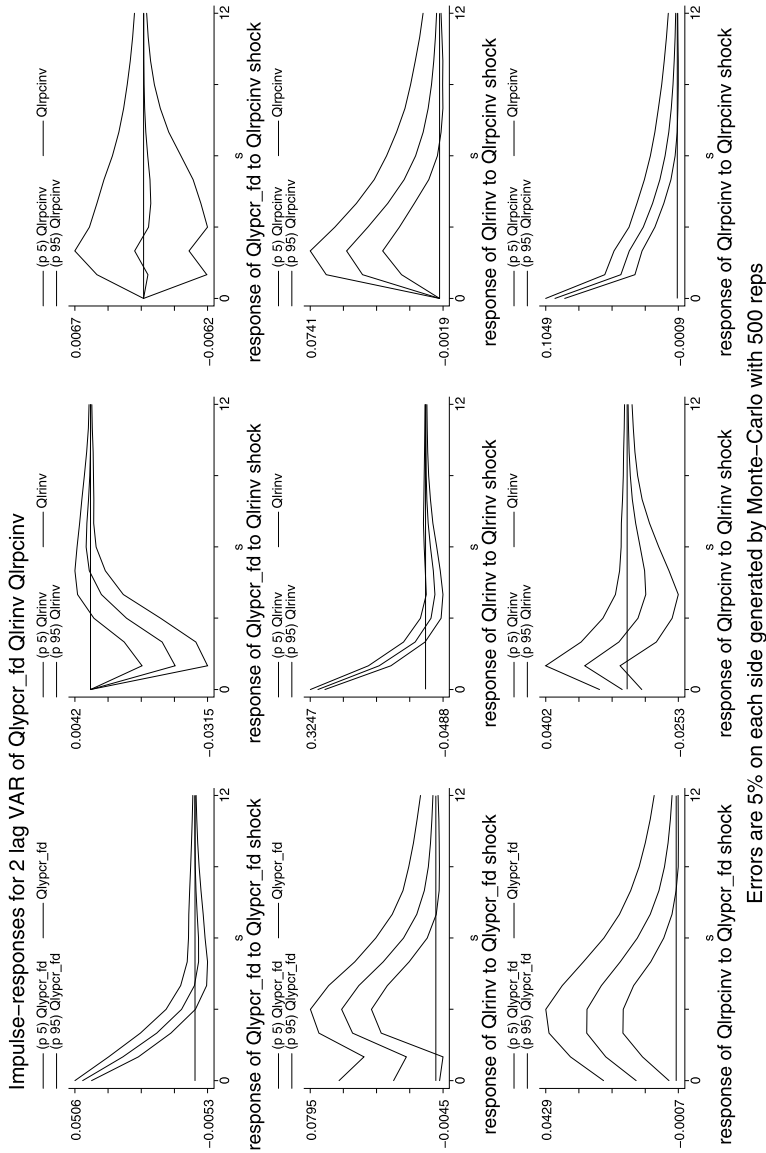 Impulse−responses for 2 lag VAR of Qlypcr_fd Qlrinv Qlrpcinv
(p 5) Qlypcr_fd Qlypcr_fd
(p 95) Qlypcr_fd
0.0506
−0.0053
0 s 12
response of Qlypcr_fd to Qlypcr_fd shock
(p 5) Qlrinv Qlrinv
(p 95) Qlrinv
0.0042
−0.0315
0 s 12
response of Qlypcr_fd to Qlrinv shock
(p 5) Qlrpcinv Qlrpcinv
(p 95) Qlrpcinv
0.0067
−0.0062
0 s 12
response of Qlypcr_fd to Qlrpcinv shock
(p 5) Qlypcr_fd Qlypcr_fd
(p 95) Qlypcr_fd
0.0795
−0.0045
0 s 12
response of Qlrinv to Qlypcr_fd shock
(p 5) Qlrinv Qlrinv
(p 95) Qlrinv
0.3247
−0.0488
0 s 12
response of Qlrinv to Qlrinv shock
(p 5) Qlrpcinv Qlrpcinv
(p 95) Qlrpcinv
0.0741
−0.0019
0 s 12
response of Qlrinv to Qlrpcinv shock
(p 5) Qlypcr_fd Qlypcr_fd
(p 95) Qlypcr_fd
0.0429
−0.0007
0 s 12
response of Qlrpcinv to Qlypcr_fd shock
(p 5) Qlrinv Qlrinv
(p 95) Qlrinv
0.0402
−0.0253
0 s 12
response of Qlrpcinv to Qlrinv shock
(p 5) Qlrpcinv Qlrpcinv
(p 95) Qlrpcinv
0.1049
−0.0009
0 s 12
response of Qlrpcinv to Qlrpcinv shock
Errors are 5% on each side generated by Monte−Carlo with 500 reps